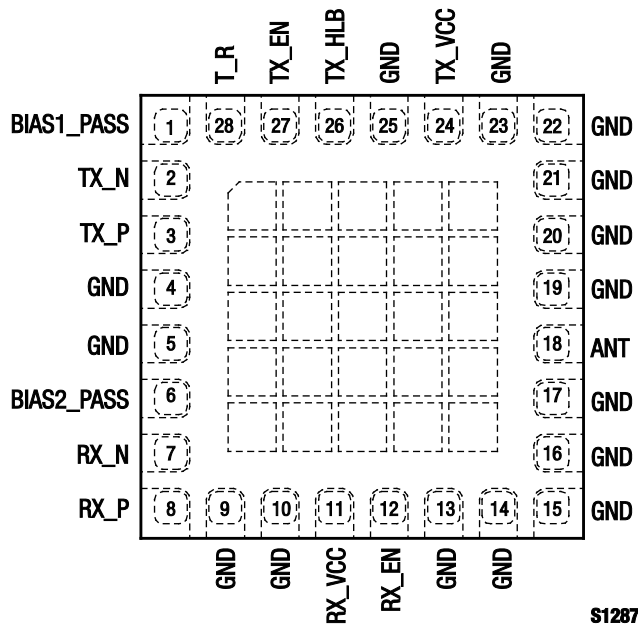 T_R TX_EN TX_HLB GND TX_VCC GND
BIAS1_PASS 1 28 27 26 25 24 23 22 GND
TX_N 2 21 GND
TX_P 3 20 GND
GND 4 19 GND
GND 5 18 ANT
BIAS2_PASS 6 17 GND
RX_N 7 16 GND
RX_P 8 9 10 11 12 13 14 15 GND
GND GND RX_VCC RX_EN GND GND
S1287